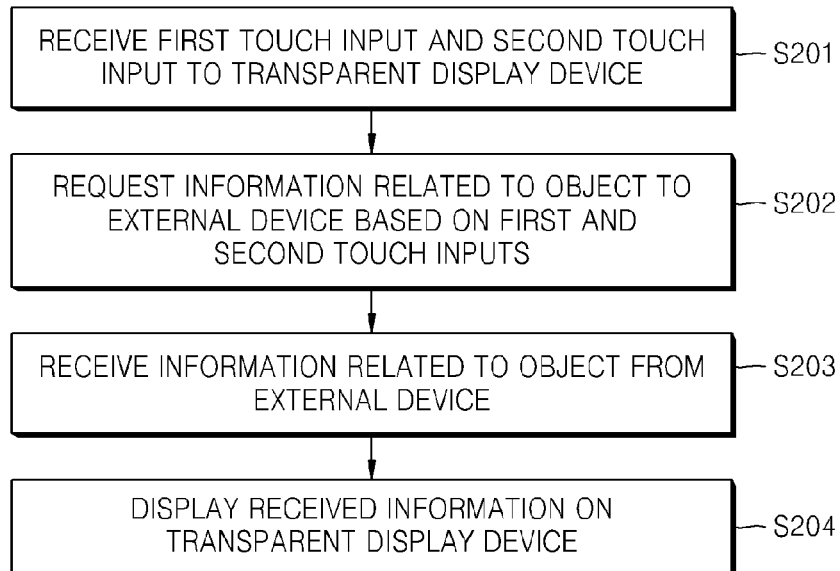 RECEIVE FIRST TOUCH INPUT AND SECOND TOUCH
INPUT TO TRANSPARENT DISPLAY DEVICE
S201
REQUEST INFORMATION RELATED TO OBJECT TO
EXTERNAL DEVICE BASED ON FIRST AND
SECOND TOUCH INPUTS
S202
RECEIVE INFORMATION RELATED TO OBJECT FROM
EXTERNAL DEVICE
S203
DISPLAY RECEIVED INFORMATION ON
TRANSPARENT DISPLAY DEVICE
S204